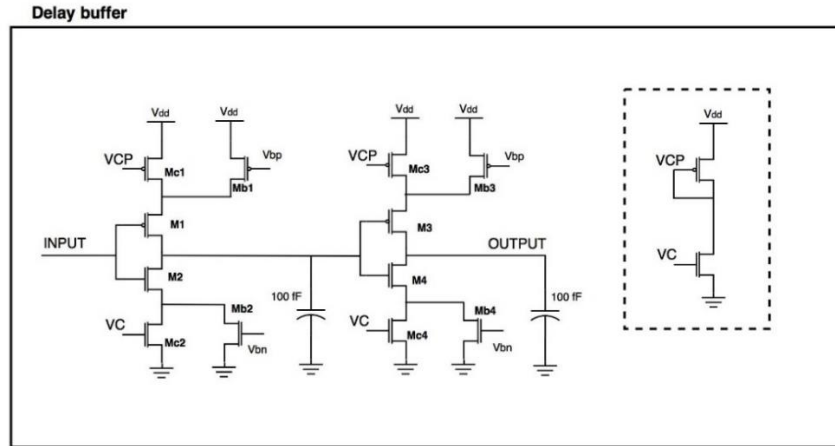 Delay buffer
Vdd Vdd Vdd Vdd Vdd
VCP Vbp VCP Vbp VCP
Mc1 Mb1 Mc3 Mb3
M1 M3
INPUT OUTPUT
M2 M4 VC
Mb2 100 fF Mb4 100 fF
VC Mc2 VC Mc4
Vbn Vbn